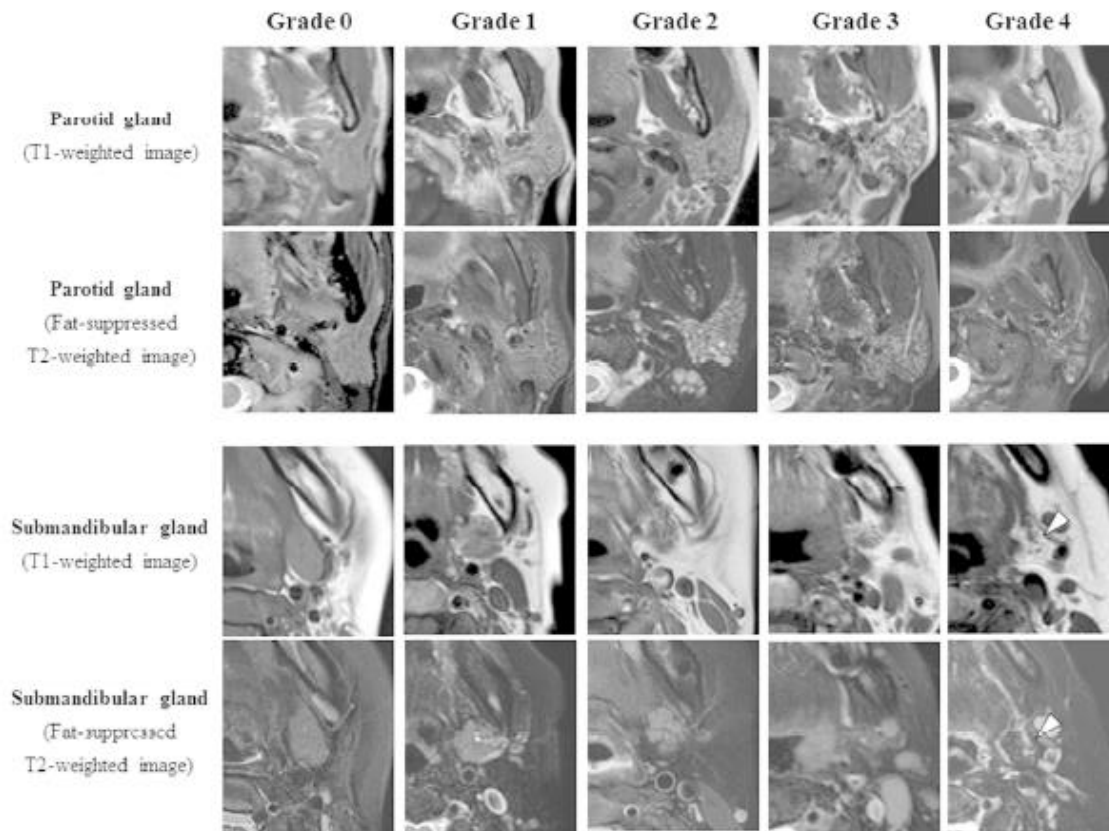 Grade 0 Grade 1 Grade 2 Grade 3 Grade 4
Parotid gland
(T1-weighted image)
Parotid gland
(Fat-suppressed
T2-weighted image)
Submandibular gland
(T1-weighted image)
Submandibular gland
(Fat-suppressed
T2-weighted image)